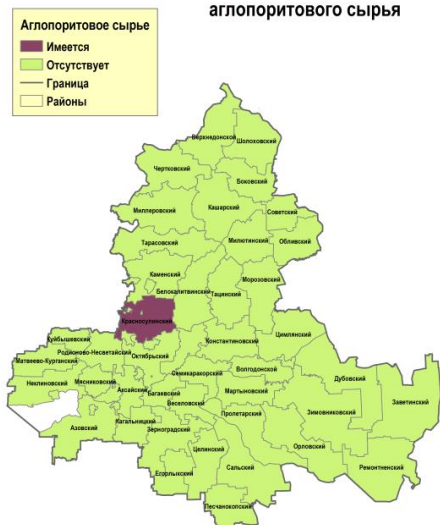 аглопоритового сырья
Аглопоритовое сырье
Имеется
Отсутствует
Граница
Районы
Верхнедонской
Шолоховский
Чертковский
Боковский
Миллеровский
Кашарский
Советский
Тарасовский
Милютинский
Обливский
Каменский
Белокалитвинский
Тацинский
Морозовский
Красносулинский
Цимлянский
Куйбышевский
Родионово-Несветайский
Октябрьский
Константиновский
Матвеево-Курганский
Неклиновский
Мясниковский
Аксайский
Семикаракорский
Волгодонской
Дубовский
Багаевский
Мартыновский
Заветинский
Веселовский
Пролетарский
Зимовниковский
Азовский
Кагальницкий
Зерноградский
Целинский
Орловский
Егорлыкский
Сальский
Ремонтненский
Песчанокопский